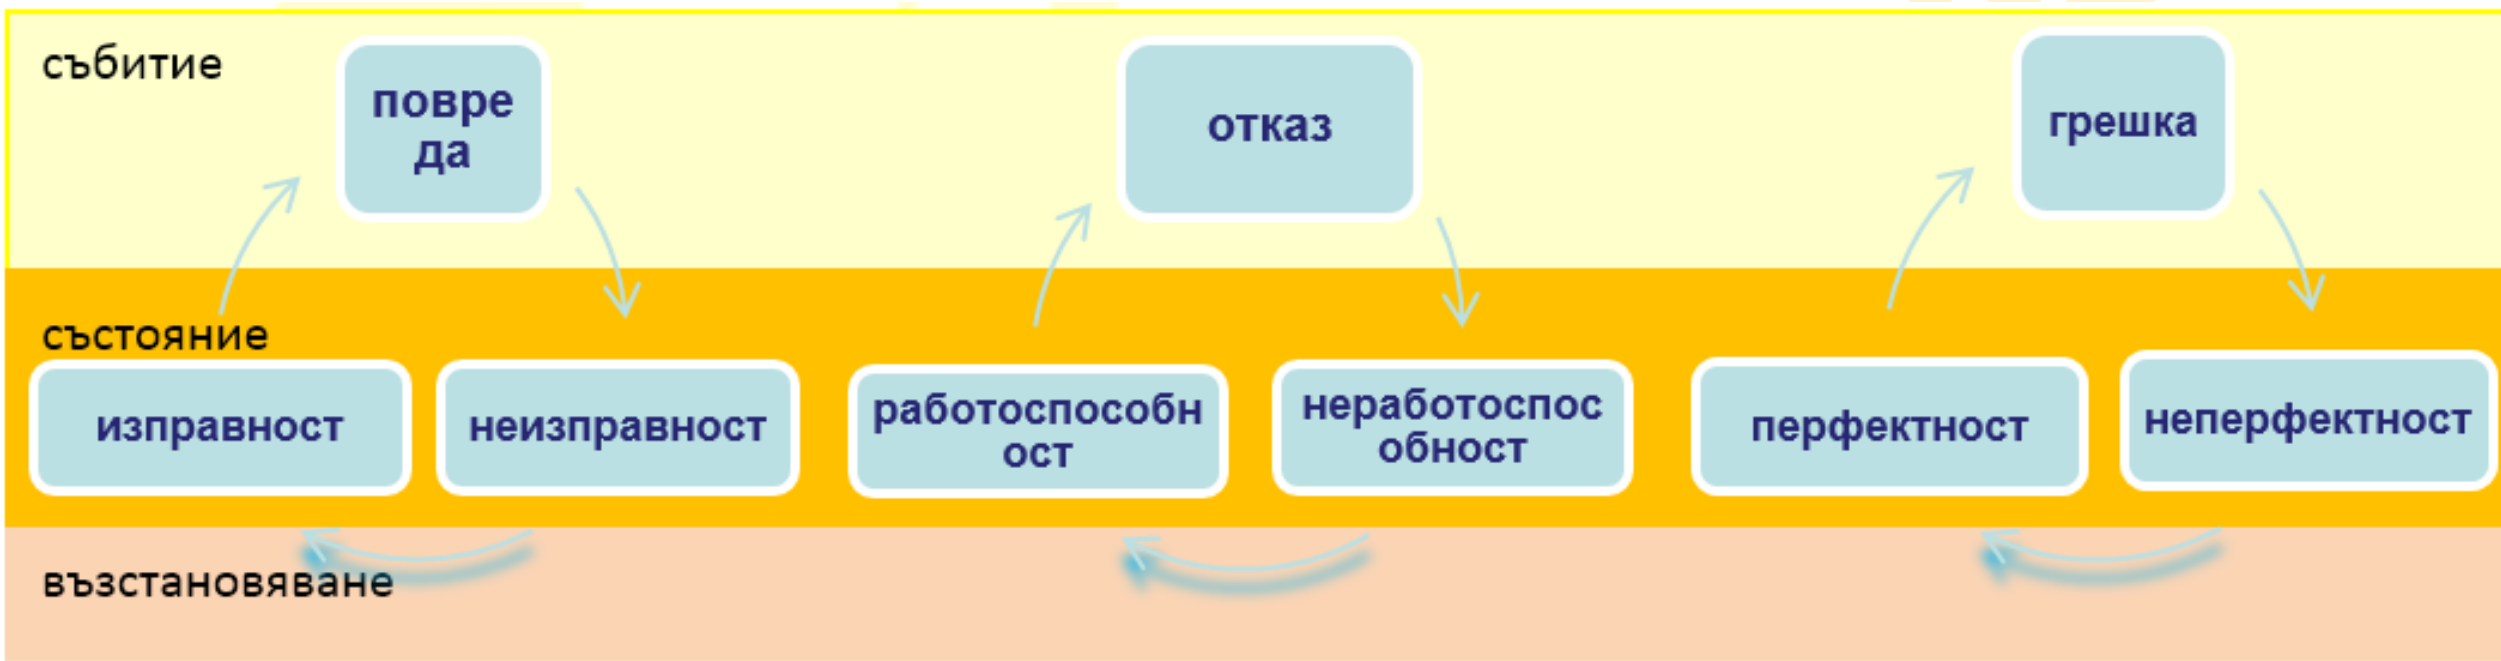 събитие
повре
да
отказ
грешка
състояние
изправност
неизправност
работоспособн
ост
неработоспос
обност
перфектност
неперфектност
възстановяване